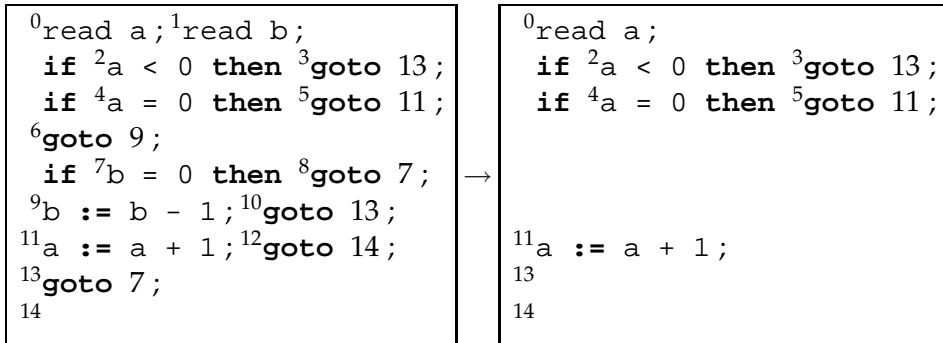 ⁰read a;¹read b;
if ²a < 0 then ³goto 13;
if ⁴a = 0 then ⁵goto 11;
⁶goto 9;
if ⁷b = 0 then ⁸goto 7;
⁹b := b - 1;¹⁰goto 13;
¹¹a := a + 1;¹²goto 14;
¹³goto 7;
¹⁴
→
⁰read a;
if ²a < 0 then ³goto 13;
if ⁴a = 0 then ⁵goto 11;
¹¹a := a + 1;
¹³
¹⁴